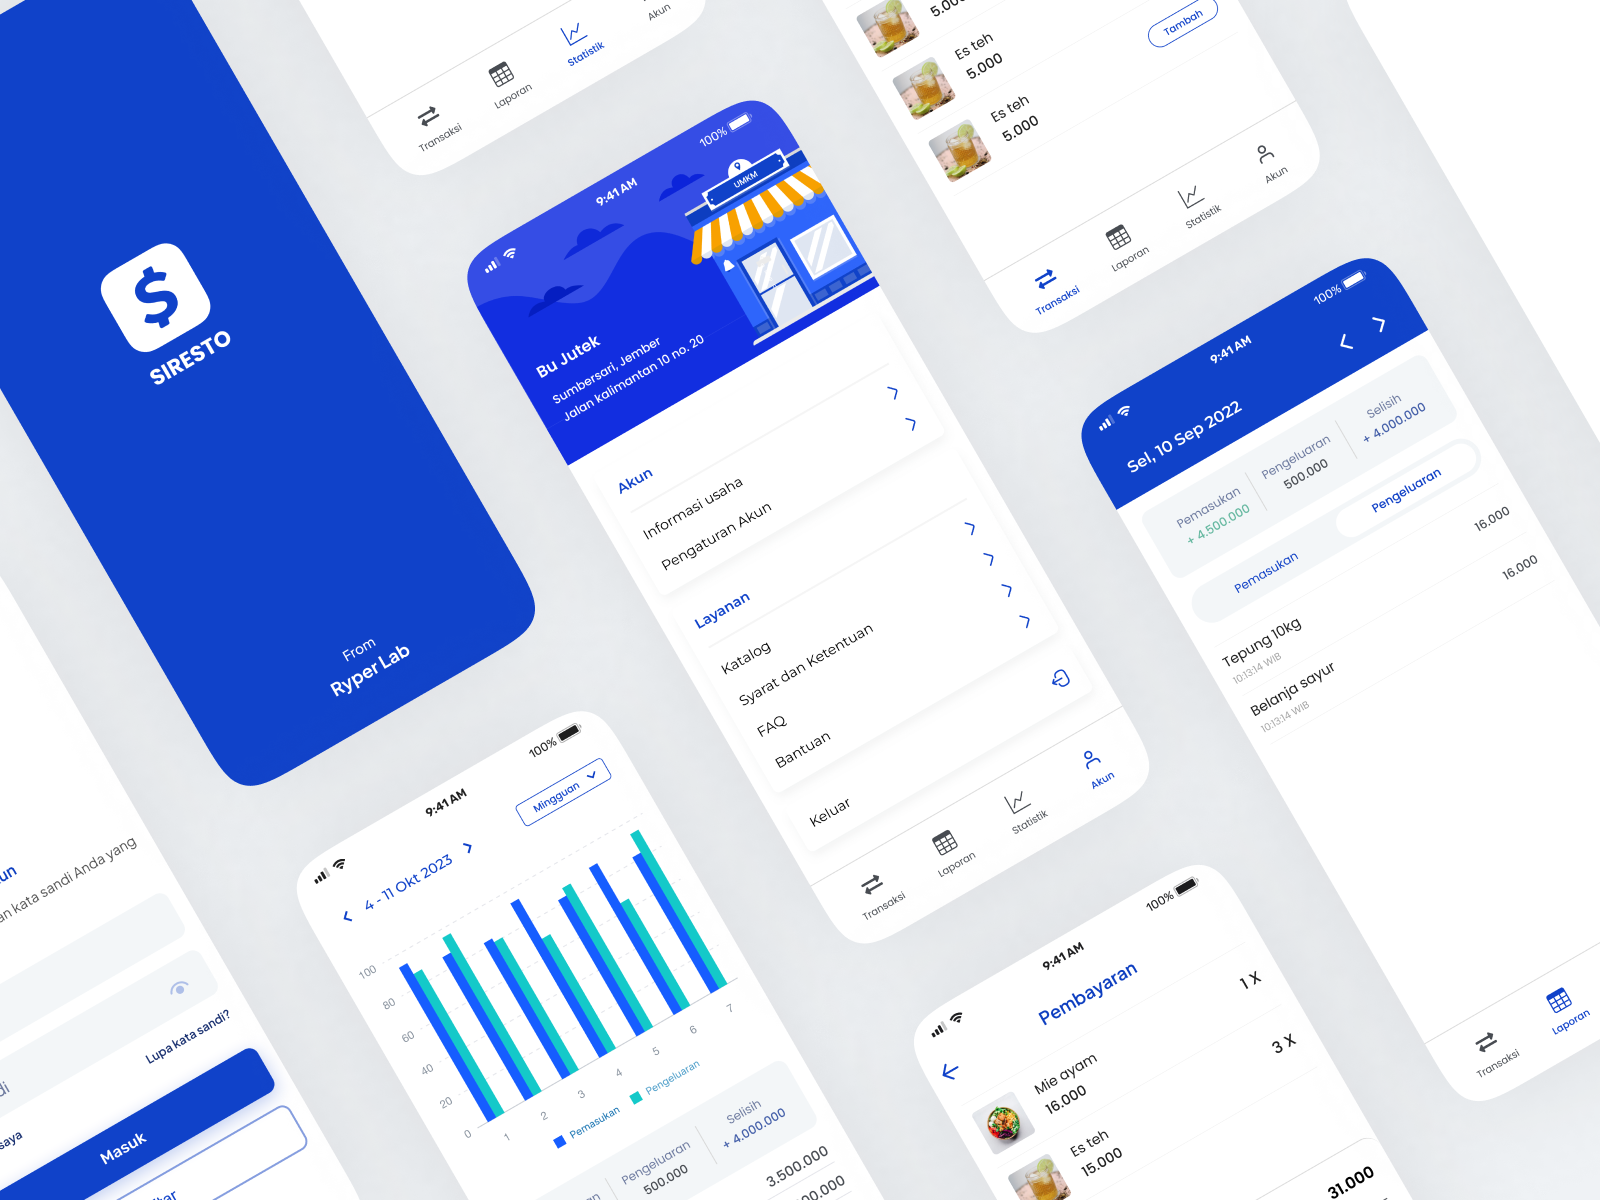 SIRESTO
From
Ryper Lab
Transaksi
Laporan
Statistik
Akun
9:41 AM
100%
UMKM
Bu Jutek
Sumbersari, Jember
Jalan kalimantan 10 no. 20
Akun
Informasi usaha
Pengaturan Akun
Layanan
Katalog
Syarat dan Ketentuan
FAQ
Bantuan
Keluar
Transaksi
Laporan
Statistik
Akun
5.000
Es teh
5.000
Tambah
Es teh
5.000
Transaksi
Laporan
Statistik
Akun
9:41 AM
100%
Sel, 10 Sep 2022
Pemasukan
+ 4.500.000
Pengeluaran
500.000
Selisih
+ 4.000.000
Pemasukan
Pengeluaran
Tepung 10kg
10:13:14 WIB
16.000
Belanja sayur
10:13:14 WIB
16.000
Transaksi
Laporan
kata sandi Anda yang
Lupa kata sandi?
saya
Masuk
9:41 AM
100%
Mingguan
4 - 11 Okt 2023
100
80
60
40
20
0
1
2
3
4
5
6
7
Pemasukan
Pengeluaran
Pengeluaran
500.000
Selisih
+ 4.000.000
3.500.000
9:41 AM
100%
Pembayaran
Mie ayam
16.000
1 X
Es teh
15.000
3 X
31.000